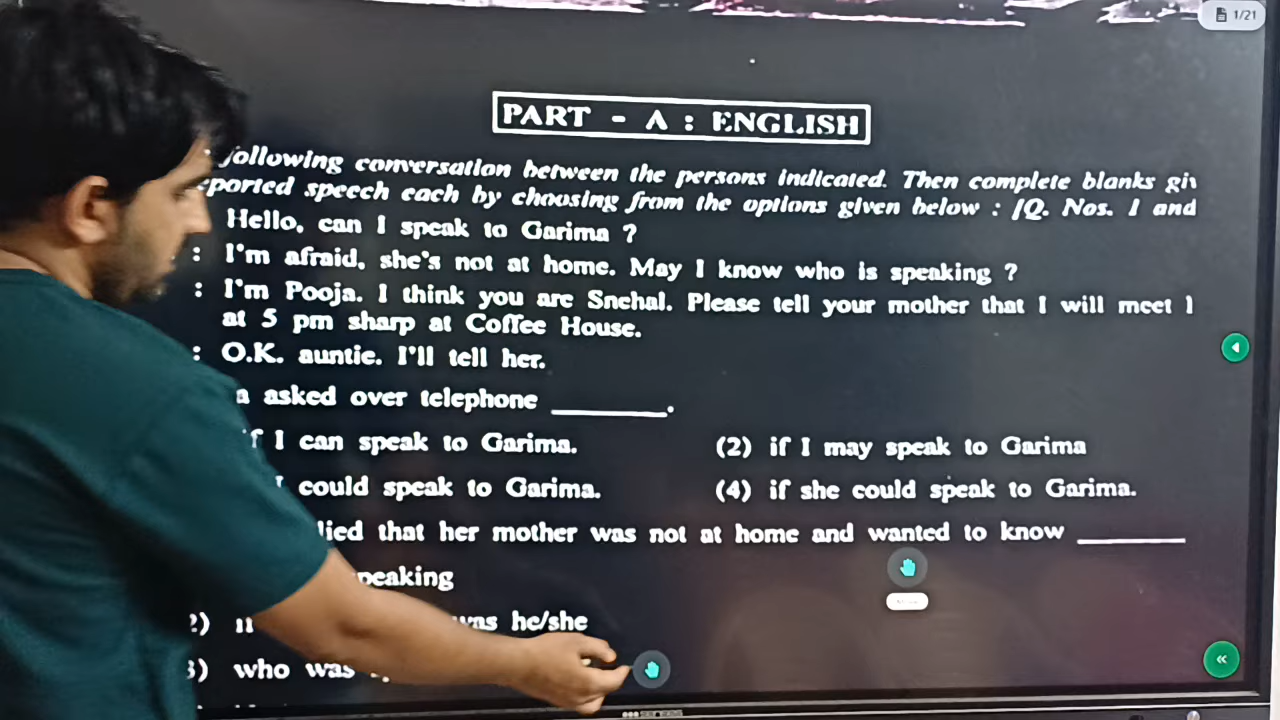 1/21
PART - A : ENGLISH
following conversation between the persons indicated. Then complete blanks giv
ported speech each by choosing from the options given below : [Q. Nos. 1 and
Hello, can I speak to Garima ?
: I'm afraid, she's not at home. May I know who is speaking ?
: I'm Pooja. I think you are Snehal. Please tell your mother that I will meet
at 5 pm sharp at Coffee House.
: O.K. auntie. I'll tell her.
a asked over telephone ________.
f I can speak to Garima. (2) if I may speak to Garima
I could speak to Garima. (4) if she could speak to Garima.
lied that her mother was not at home and wanted to know ________
peaking
2) was he/she
3) who was